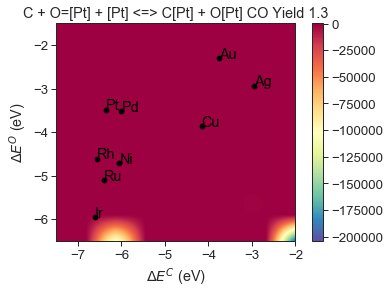 C + O=[Pt] + [Pt] <=> C[Pt] + O[Pt] CO Yield 1.3
0
−25000
−50000
−75000
−100000
−125000
−150000
−175000
−200000
−2
−3
−4
−5
−6
ΔE^O (eV)
Au
Ag
Cu
Pt
Pd
Rh
Ni
Ru
Ir
−7
−6
−5
−4
−3
−2
ΔE^C (eV)